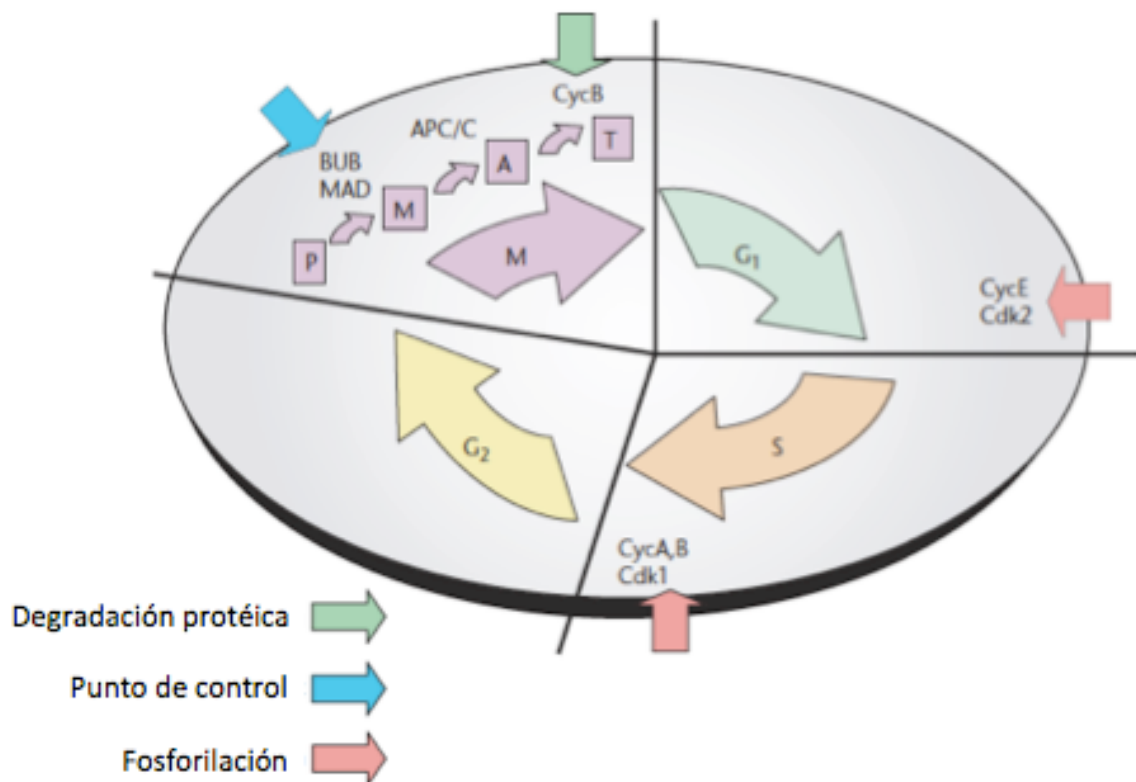 CycB
APC/C
T
A
BUB
MAD
M
P
M
G1
CycE
Cdk2
G2
S
CycA,B
Cdk1
Degradación protéica
Punto de control
Fosforilación